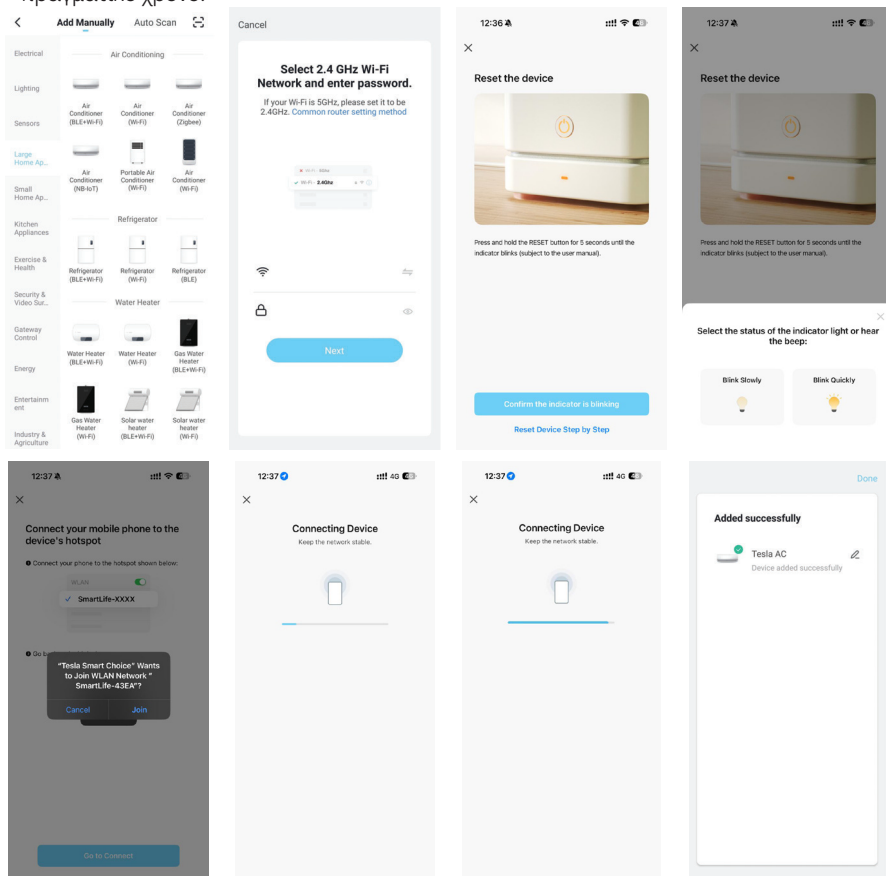 πραγματικό χρόνο.
Add Manually
Auto Scan
Electrical
Lighting
Sensors
Large
Home Ap...
Small
Home Ap...
Kitchen
Appliances
Exercise &
Health
Security &
Video Sur...
Gateway
Control
Energy
Entertainm
ent
Industry &
Agriculture
Air Conditioning
Air
Conditioner
(BLE+Wi-Fi)
Air
Conditioner
(Wi-Fi)
Air
Conditioner
(Zigbee)
Air
Conditioner
(NB-IoT)
Portable Air
Conditioner
(Wi-Fi)
Air
Conditioner
(Wi-Fi)
Refrigerator
Refrigerator
(BLE+Wi-Fi)
Refrigerator
(Wi-Fi)
Refrigerator
(BLE)
Water Heater
Water Heater
(BLE+Wi-Fi)
Water Heater
(Wi-Fi)
Gas Water
Heater
(BLE+Wi-Fi)
Gas Water
Heater
(Wi-Fi)
Solar water
heater
(BLE+Wi-Fi)
Solar water
heater
(Wi-Fi)
Cancel
Select 2.4 GHz Wi-Fi
Network and enter password.
If your Wi-Fi is 5GHz, please set it to be
2.4GHz. Common router setting method
Wi-Fi - 5Ghz
Wi-Fi - 2.4Ghz
Next
12:36
Reset the device
Press and hold the RESET button for 5 seconds until the
indicator blinks (subject to the user manual).
Confirm the indicator is blinking
Reset Device Step by Step
12:37
Reset the device
Press and hold the RESET button for 5 seconds until the
indicator blinks (subject to the user manual).
Select the status of the indicator light or hear
the beep:
Blink Slowly
Blink Quickly
12:37
Connect your mobile phone to the
device's hotspot
Connect your phone to the hotspot shown below:
WLAN
SmartLife-XXXX
Go
"Tesla Smart Choice" Wants
to Join WLAN Network "
SmartLife-43EA"?
Cancel
Join
Go to Connect
12:37
4G
Connecting Device
Keep the network stable.
12:37
4G
Connecting Device
Keep the network stable.
Done
Added successfully
Tesla AC
Device added successfully